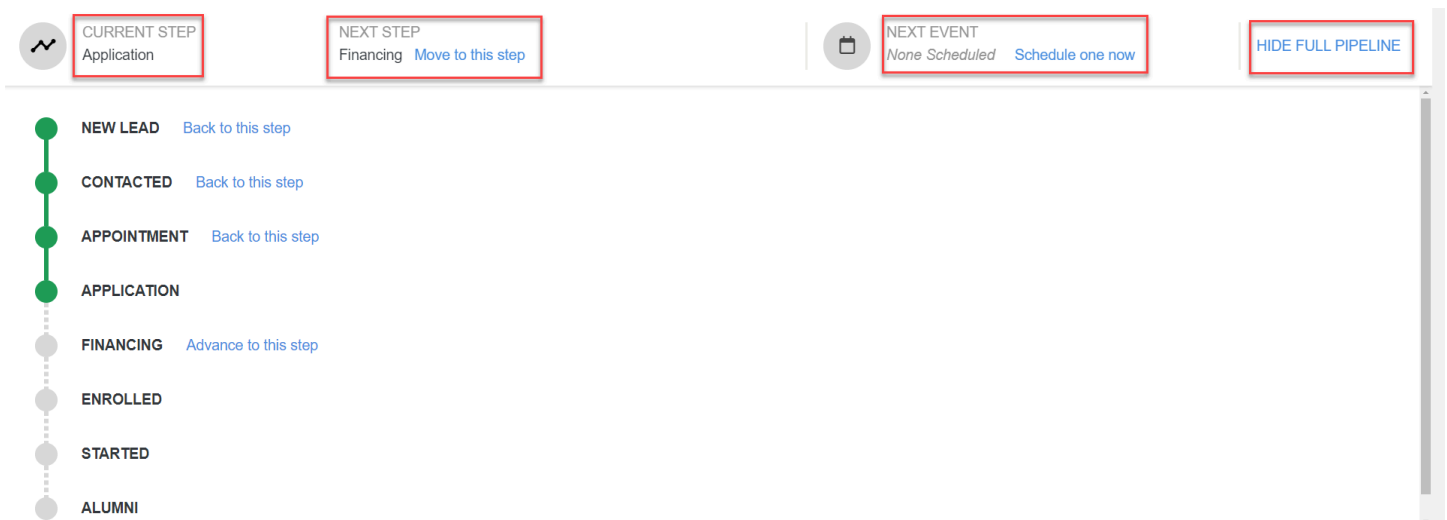 CURRENT STEP
Application
NEXT STEP
Financing Move to this step
NEXT EVENT
None Scheduled Schedule one now
HIDE FULL PIPELINE
NEW LEAD Back to this step
CONTACTED Back to this step
APPOINTMENT Back to this step
APPLICATION
FINANCING Advance to this step
ENROLLED
STARTED
ALUMNI